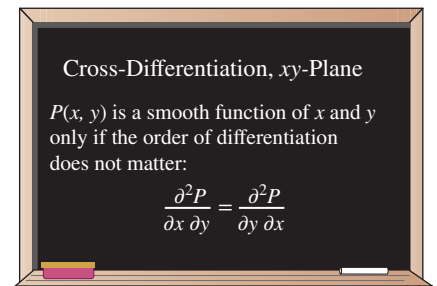 Cross-Differentiation, xy-Plane
P(x, y) is a smooth function of x and y
only if the order of differentiation
does not matter:
∂²P/∂x ∂y = ∂²P/∂y ∂x